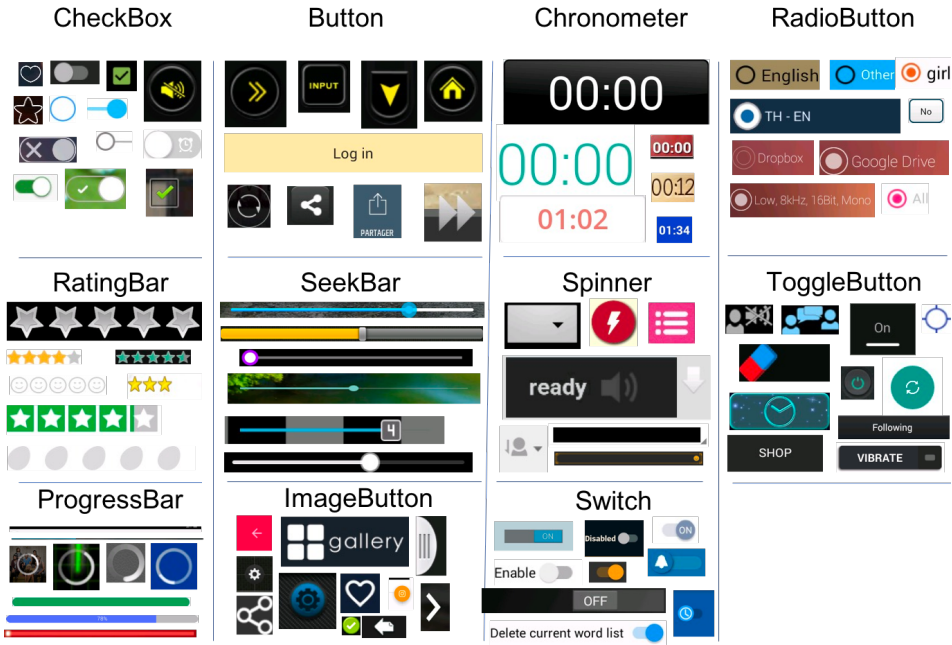 CheckBox
Button
Chronometer
RadioButton
INPUT
Log in
PARTAGER
00:00
00:00
00:00
00:12
01:02
01:34
English
Other
girl
TH - EN
No
Dropbox
Google Drive
Low, 8kHz, 16Bit, Mono
All
RatingBar
SeekBar
Spinner
ToggleButton
4
ready
On
Following
SHOP
VIBRATE
ProgressBar
ImageButton
Switch
78%
gallery
ON
Disabled
ON
Enable
OFF
Delete current word list